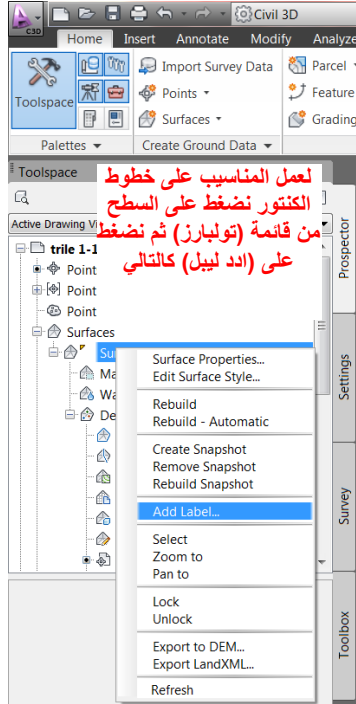 C3D
Civil 3D
Home Insert Annotate Modify Analyze
Toolspace
Import Survey Data
Points
Surfaces
Parcel
Feature
Grading
Palettes
Create Ground Data
Toolspace
لعمل المناسيب على خطوط
الكنتور نضغط على السطح
من قائمة (تولبارز) ثم نضغط
على (ادد ليبل) كالتالي
Active Drawing Vi
trile 1-1
Point
Point
Point
Surfaces
Su
Ma
Wa
De
Surface Properties...
Edit Surface Style...
Rebuild
Rebuild - Automatic
Create Snapshot
Remove Snapshot
Rebuild Snapshot
Add Label...
Select
Zoom to
Pan to
Lock
Unlock
Export to DEM...
Export LandXML...
Refresh
Prospector
Settings
Survey
Toolbox